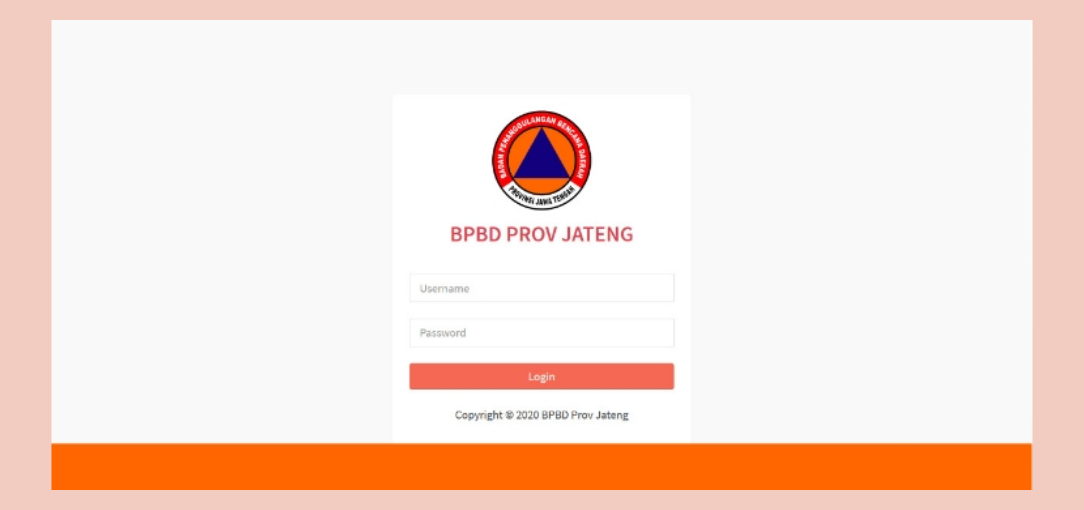 BADAN PENANGGULANGAN BENCANA DAERAH
PROVINSI JAWA TENGAH
BPBD PROV JATENG
Username
Password
Login
Copyright © 2020 BPBD Prov Jateng